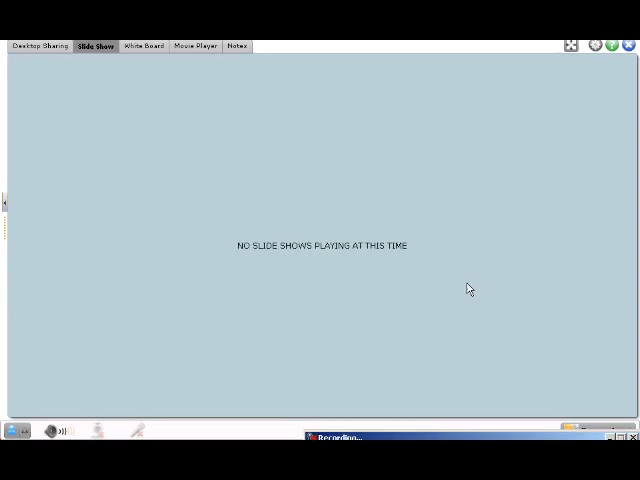 Desktop Sharing Slide Show White Board Movie Player Notes
NO SLIDE SHOWS PLAYING AT THIS TIME
Recording...